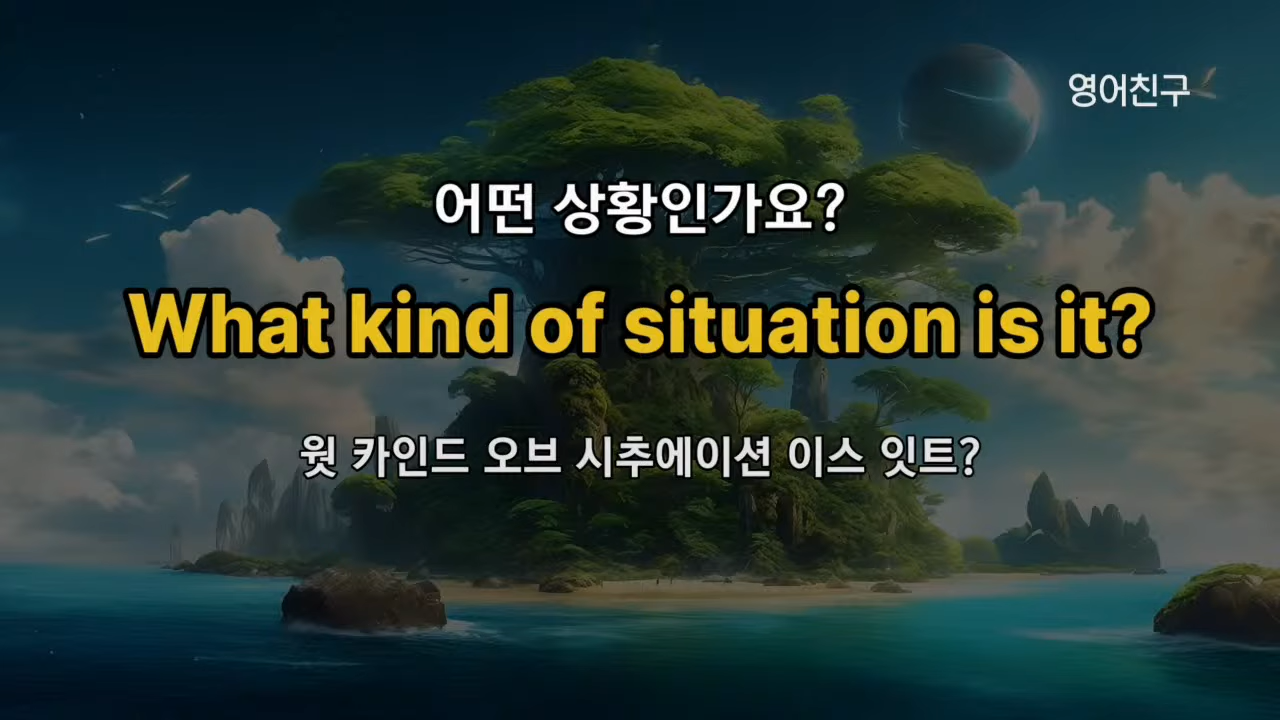 영어친구
어떤 상황인가요?
What kind of situation is it?
웟 카인드 오브 시추에이션 이스 잇트?